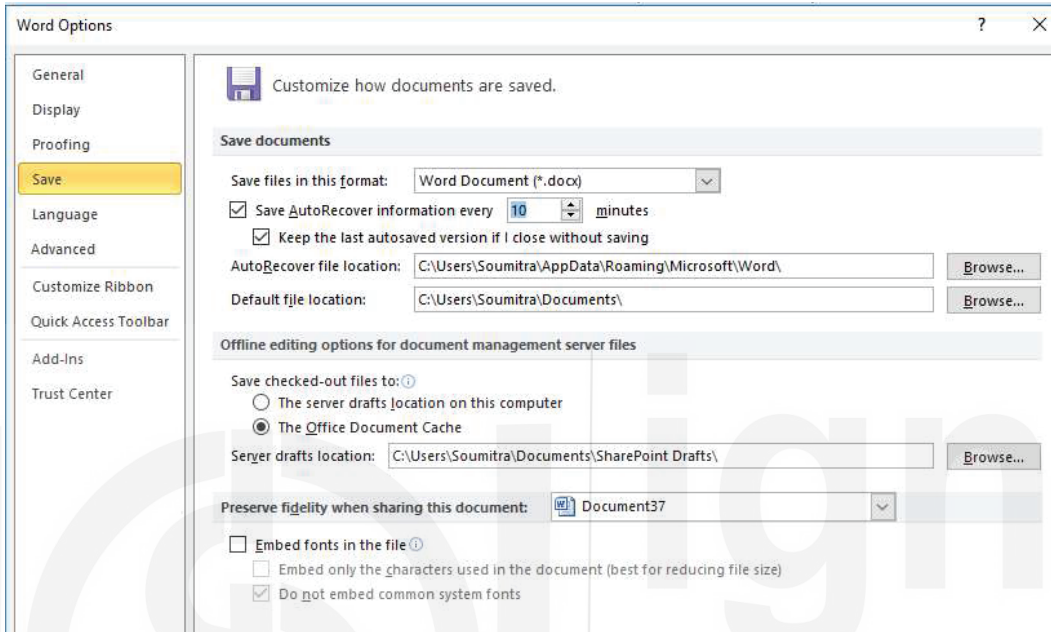 Word Options
?
General
Display
Proofing
Save
Language
Advanced
Customize Ribbon
Quick Access Toolbar
Add-Ins
Trust Center
Customize how documents are saved.
Save documents
Save files in this format: Word Document (*.docx)
Save AutoRecover information every 10 minutes
Keep the last autosaved version if I close without saving
AutoRecover file location: C:\Users\Soumitra\AppData\Roaming\Microsoft\Word\ Browse...
Default file location: C:\Users\Soumitra\Documents\ Browse...
Offline editing options for document management server files
Save checked-out files to:
The server drafts location on this computer
The Office Document Cache
Server drafts location: C:\Users\Soumitra\Documents\SharePoint Drafts\ Browse...
Preserve fidelity when sharing this document: Document37
Embed fonts in the file
Embed only the characters used in the document (best for reducing file size)
Do not embed common system fonts